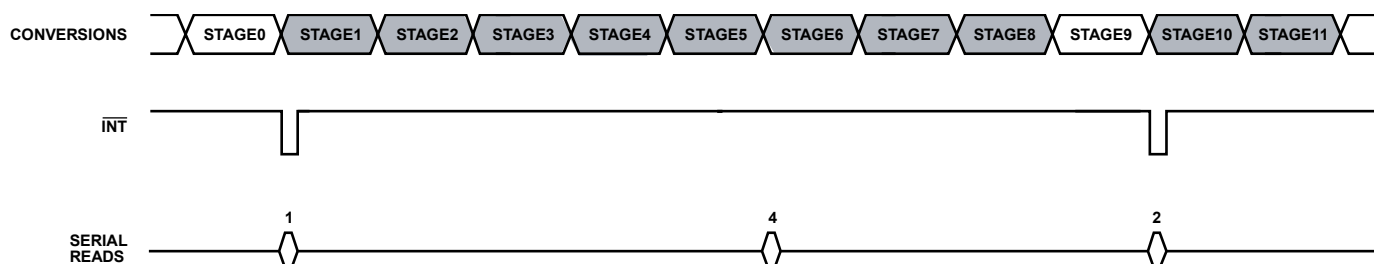 CONVERSIONS STAGE0 STAGE1 STAGE2 STAGE3 STAGE4 STAGE5 STAGE6 STAGE7 STAGE8 STAGE9 STAGE10 STAGE11
INT
1 4 2
SERIAL
READS